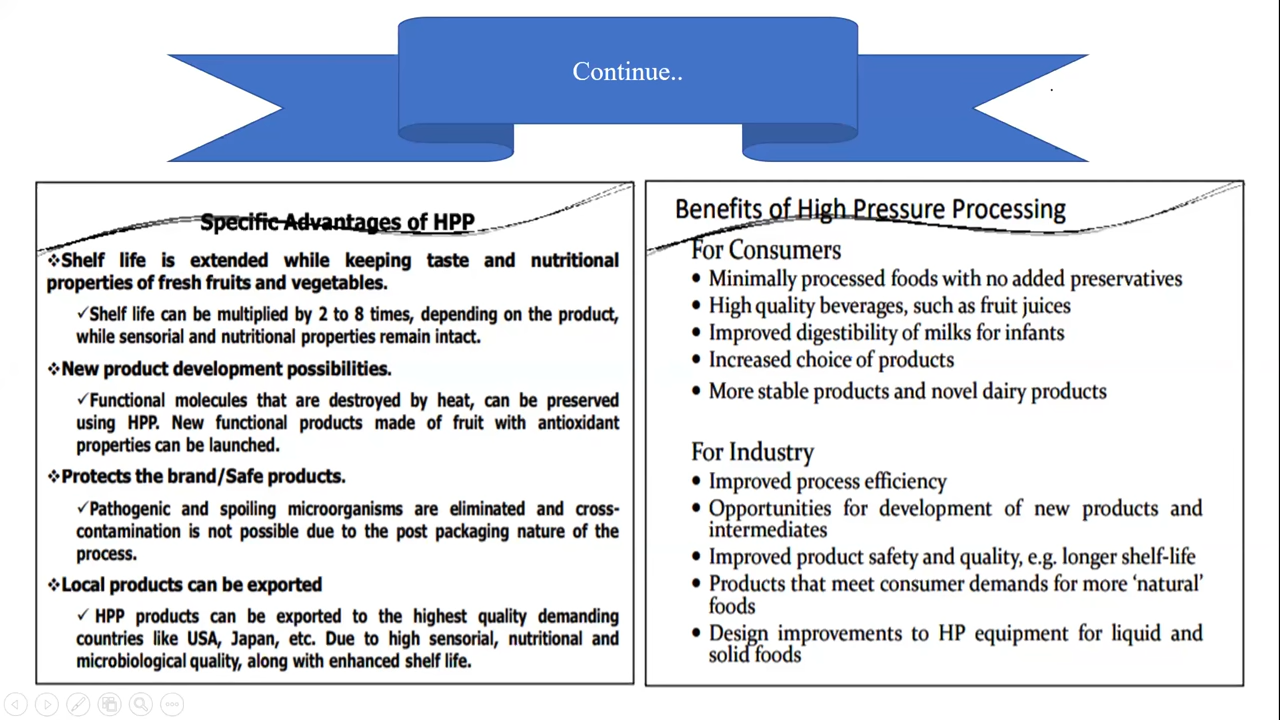 Continue..
Specific Advantages of HPP
❖Shelf life is extended while keeping taste and nutritional
properties of fresh fruits and vegetables.
✓Shelf life can be multiplied by 2 to 8 times, depending on the product,
while sensorial and nutritional properties remain intact.
❖New product development possibilities.
✓Functional molecules that are destroyed by heat, can be preserved
using HPP. New functional products made of fruit with antioxidant
properties can be launched.
❖Protects the brand/Safe products.
✓Pathogenic and spoiling microorganisms are eliminated and cross-
contamination is not possible due to the post packaging nature of the
process.
❖Local products can be exported
✓ HPP products can be exported to the highest quality demanding
countries like USA, Japan, etc. Due to high sensorial, nutritional and
microbiological quality, along with enhanced shelf life.
Benefits of High Pressure Processing
For Consumers
• Minimally processed foods with no added preservatives
• High quality beverages, such as fruit juices
• Improved digestibility of milks for infants
• Increased choice of products
• More stable products and novel dairy products
For Industry
• Improved process efficiency
• Opportunities for development of new products and
intermediates
• Improved product safety and quality, e.g. longer shelf-life
• Products that meet consumer demands for more ‘natural’
foods
• Design improvements to HP equipment for liquid and
solid foods